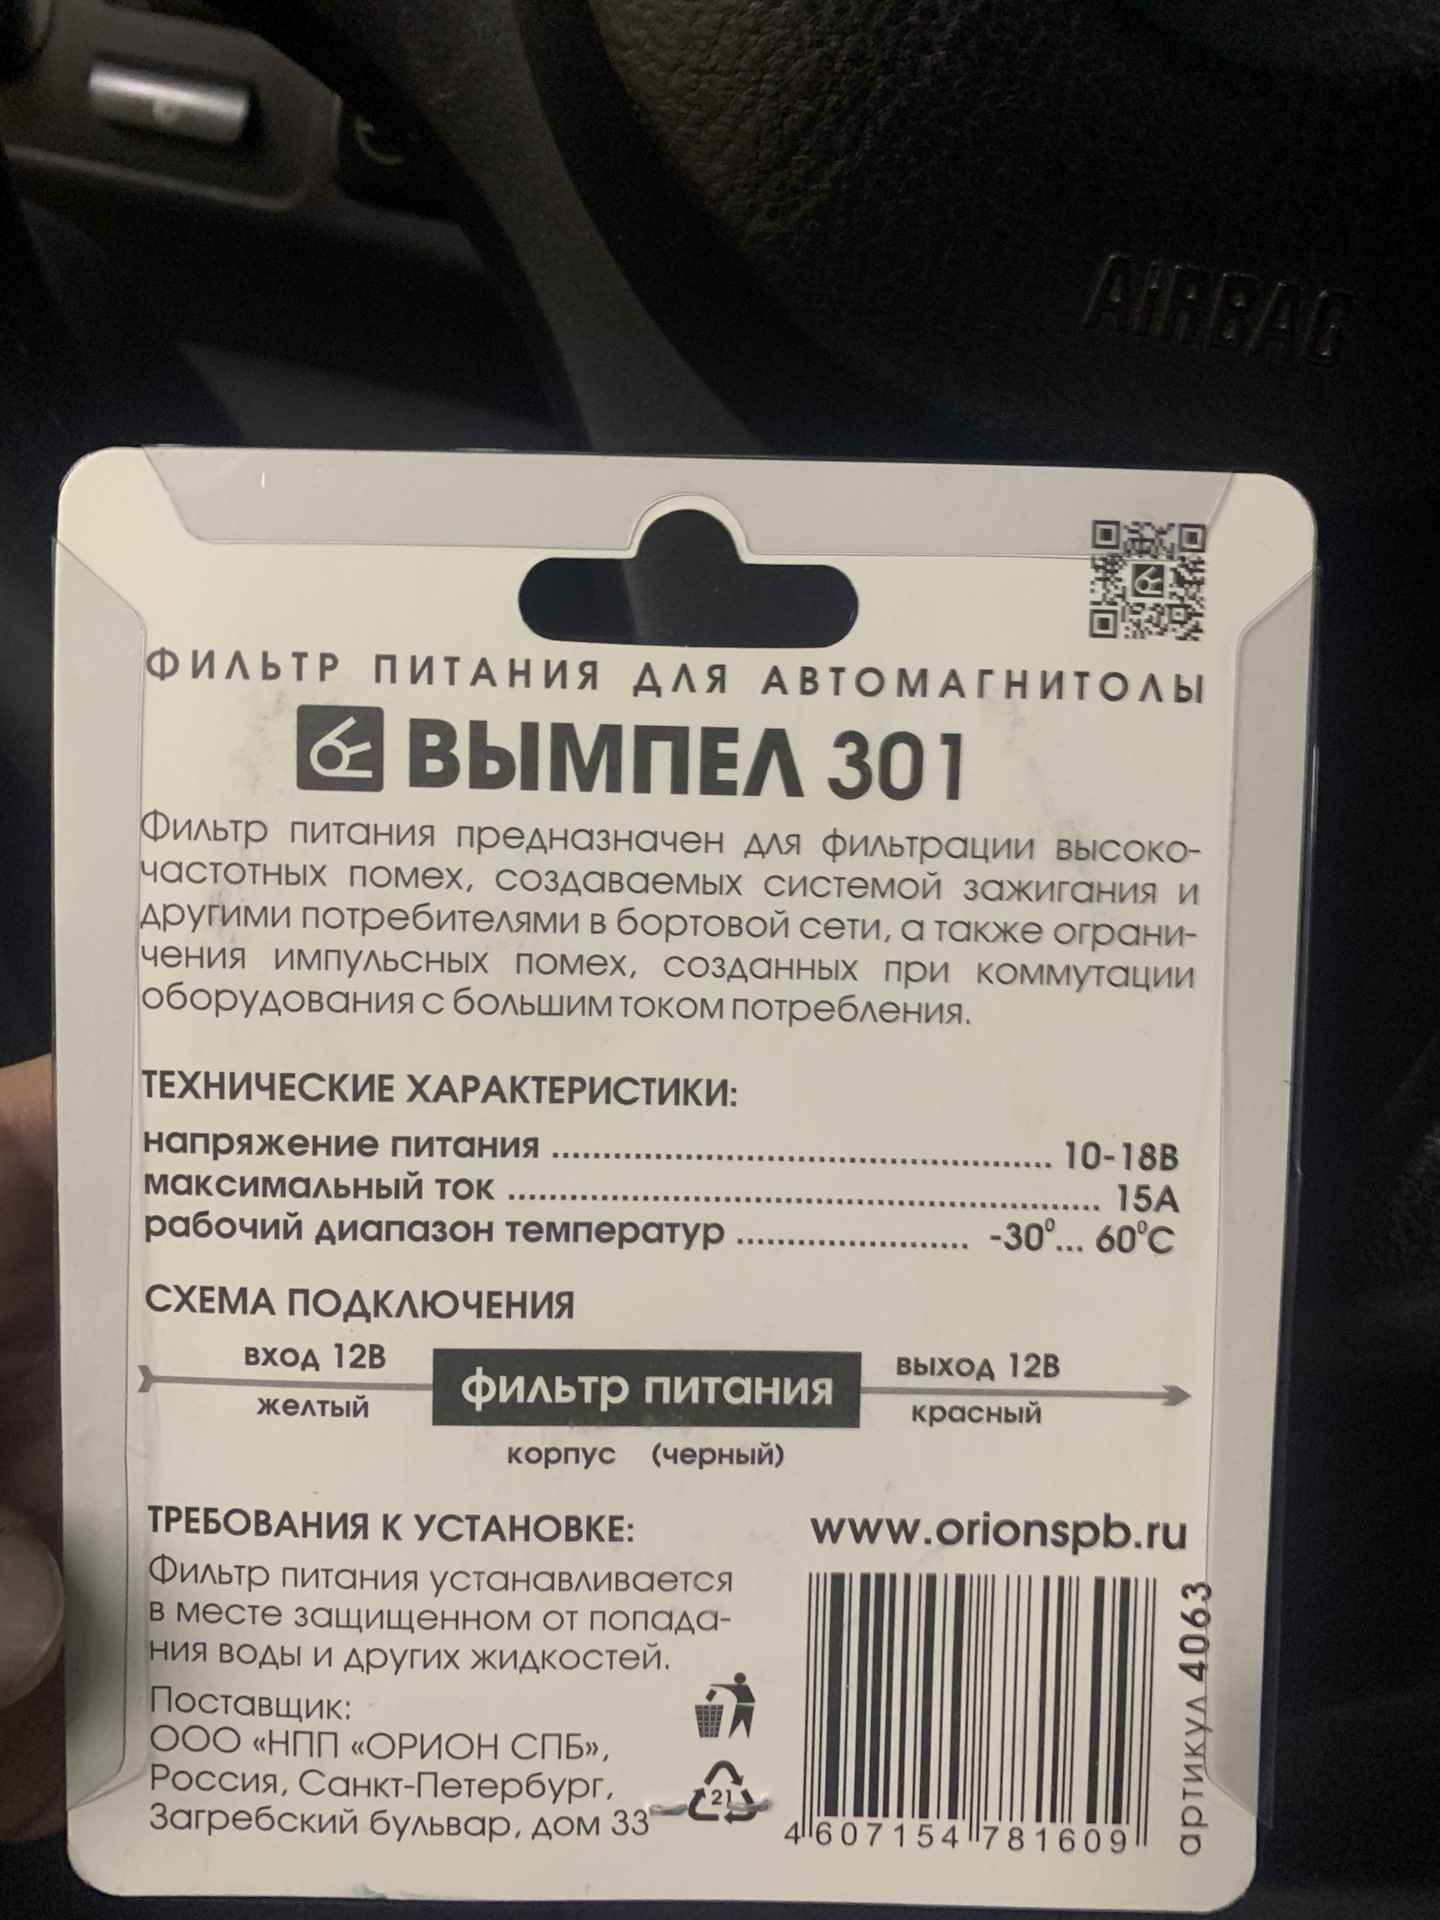 AIRBAG
ФИЛЬТР ПИТАНИЯ ДЛЯ АВТОМАГНИТОЛЫ
ВЫМПЕЛ 301
Фильтр питания предназначен для фильтрации высоко-
частотных помех, создаваемых системой зажигания и
другими потребителями в бортовой сети, а также ограни-
чения импульсных помех, созданных при коммутации
оборудования с большим током потребления.
ТЕХНИЧЕСКИЕ ХАРАКТЕРИСТИКИ:
напряжение питания ................................................ 10-18В
максимальный ток ......................................................... 15А
рабочий диапазон температур ...................... -30⁰... 60⁰С
СХЕМА ПОДКЛЮЧЕНИЯ
вход 12В
желтый
фильтр питания
выход 12В
красный
корпус (черный)
ТРЕБОВАНИЯ К УСТАНОВКЕ:
Фильтр питания устанавливается
в месте защищенном от попада-
ния воды и других жидкостей.
Поставщик:
ООО «НПП «ОРИОН СПБ»,
Россия, Санкт-Петербург,
Загребский бульвар, дом 33
21
www.orionspb.ru
4 607154 781609
артикул 4063